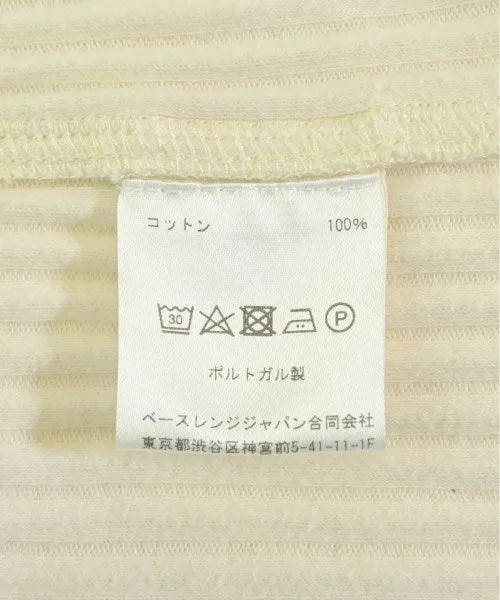 コットン 100%
30 P
ポルトガル製
ベースレンジジャパン合同会社
東京都渋谷区神宮前5-41-11-1F